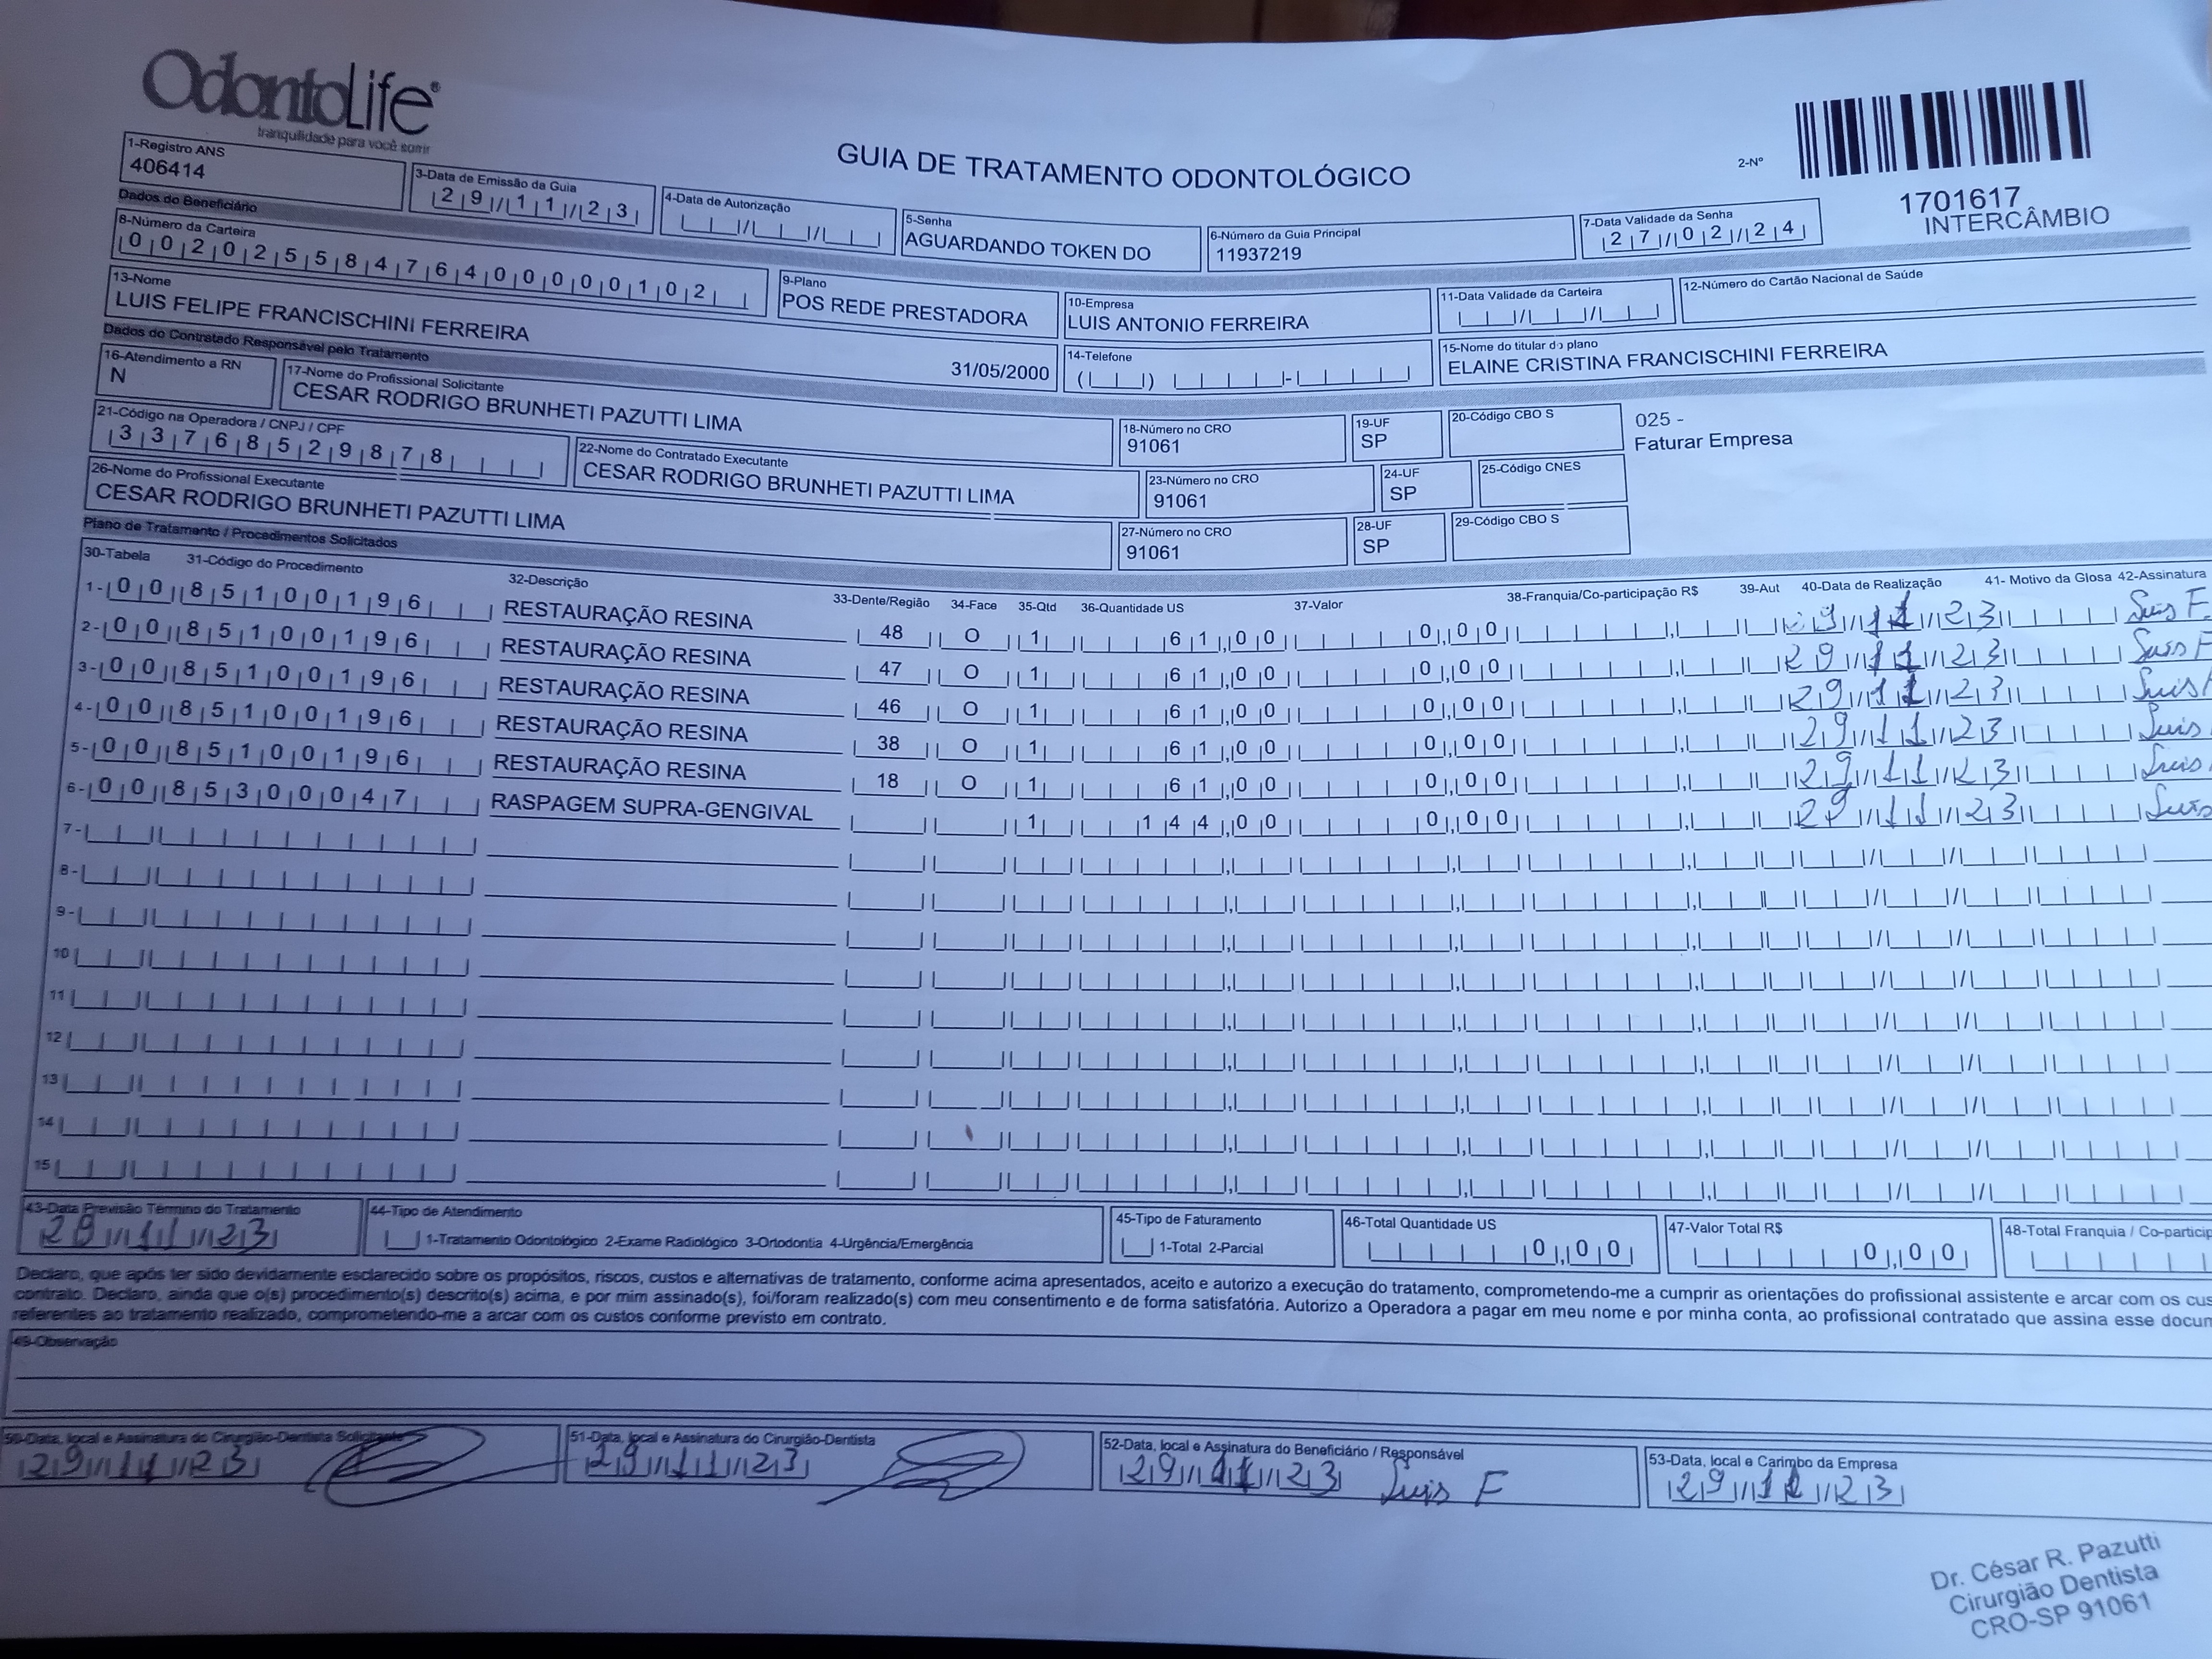 OdontoLife®
tranquilidade para você sorrir
GUIA DE TRATAMENTO ODONTOLÓGICO
2-Nº
1701617
INTERCÂMBIO
1-Registro ANS
406414
3-Data de Emissão da Guia
29/11/23
4-Data de Autorização
5-Senha
AGUARDANDO TOKEN DO
6-Número da Guia Principal
11937219
7-Data Validade da Senha
27/02/24
Dados do Beneficiário
8-Número da Carteira
00202558476400000102
9-Plano
POS REDE PRESTADORA
10-Empresa
LUIS ANTONIO FERREIRA
11-Data Validade da Carteira
12-Número do Cartão Nacional de Saúde
13-Nome
LUIS FELIPE FRANCISCHINI FERREIRA
31/05/2000
14-Telefone
15-Nome do titular do plano
ELAINE CRISTINA FRANCISCHINI FERREIRA
Dados do Contratado Responsável pelo Tratamento
16-Atendimento a RN
N
17-Nome do Profissional Solicitante
CESAR RODRIGO BRUNHETI PAZUTTI LIMA
18-Número no CRO
91061
19-UF
SP
20-Código CBO S
025 -
Faturar Empresa
21-Código na Operadora / CNPJ / CPF
33768529878
22-Nome do Contratado Executante
CESAR RODRIGO BRUNHETI PAZUTTI LIMA
23-Número no CRO
91061
24-UF
SP
25-Código CNES
26-Nome do Profissional Executante
CESAR RODRIGO BRUNHETI PAZUTTI LIMA
27-Número no CRO
91061
28-UF
SP
29-Código CBO S
Plano de Tratamento / Procedimentos Solicitados
30-Tabela 31-Código do Procedimento 32-Descrição 33-Dente/Região 34-Face 35-Qtd 36-Quantidade US 37-Valor 38-Franquia/Co-participação R$ 39-Aut 40-Data de Realização 41- Motivo da Glosa 42-Assinatura
1- 00 85100196 RESTAURAÇÃO RESINA 48 O 1 61,00 0,00 29/11/23 Luis F.
2- 00 85100196 RESTAURAÇÃO RESINA 47 O 1 61,00 0,00 29/11/23 Luis F
3- 00 85100196 RESTAURAÇÃO RESINA 46 O 1 61,00 0,00 29/11/23 Luis
4- 00 85100196 RESTAURAÇÃO RESINA 38 O 1 61,00 0,00 29/11/23 Luis
5- 00 85100196 RESTAURAÇÃO RESINA 18 O 1 61,00 0,00 29/11/23 Luis
6- 00 85300047 RASPAGEM SUPRA-GENGIVAL 1 144,00 0,00 29/11/23 Luis
7-
8-
9-
10
11
12
13
14
15
43-Data Previsão Término do Tratamento
29/11/23
44-Tipo de Atendimento
1-Tratamento Odontológico 2-Exame Radiológico 3-Ortodontia 4-Urgência/Emergência
45-Tipo de Faturamento
1-Total 2-Parcial
46-Total Quantidade US
0,00
47-Valor Total R$
0,00
48-Total Franquia / Co-particip
Declaro, que após ter sido devidamente esclarecido sobre os propósitos, riscos, custos e alternativas de tratamento, conforme acima apresentados, aceito e autorizo a execução do tratamento, comprometendo-me a cumprir as orientações do profissional assistente e arcar com os cus
contrato. Declaro, ainda que o(s) procedimento(s) descrito(s) acima, e por mim assinado(s), foi/foram realizado(s) com meu consentimento e de forma satisfatória. Autorizo a Operadora a pagar em meu nome e por minha conta, ao profissional contratado que assina esse docum
referentes ao tratamento realizado, comprometendo-me a arcar com os custos conforme previsto em contrato.
49-Observação
50-Data, local e Assinatura do Cirurgião-Dentista Solicitante
29/11/23
51-Data, local e Assinatura do Cirurgião-Dentista
29/11/23
52-Data, local e Assinatura do Beneficiário / Responsável
29/11/23 Luis F
53-Data, local e Carimbo da Empresa
29/11/23
Dr. César R. Pazutti
Cirurgião Dentista
CRO-SP 91061